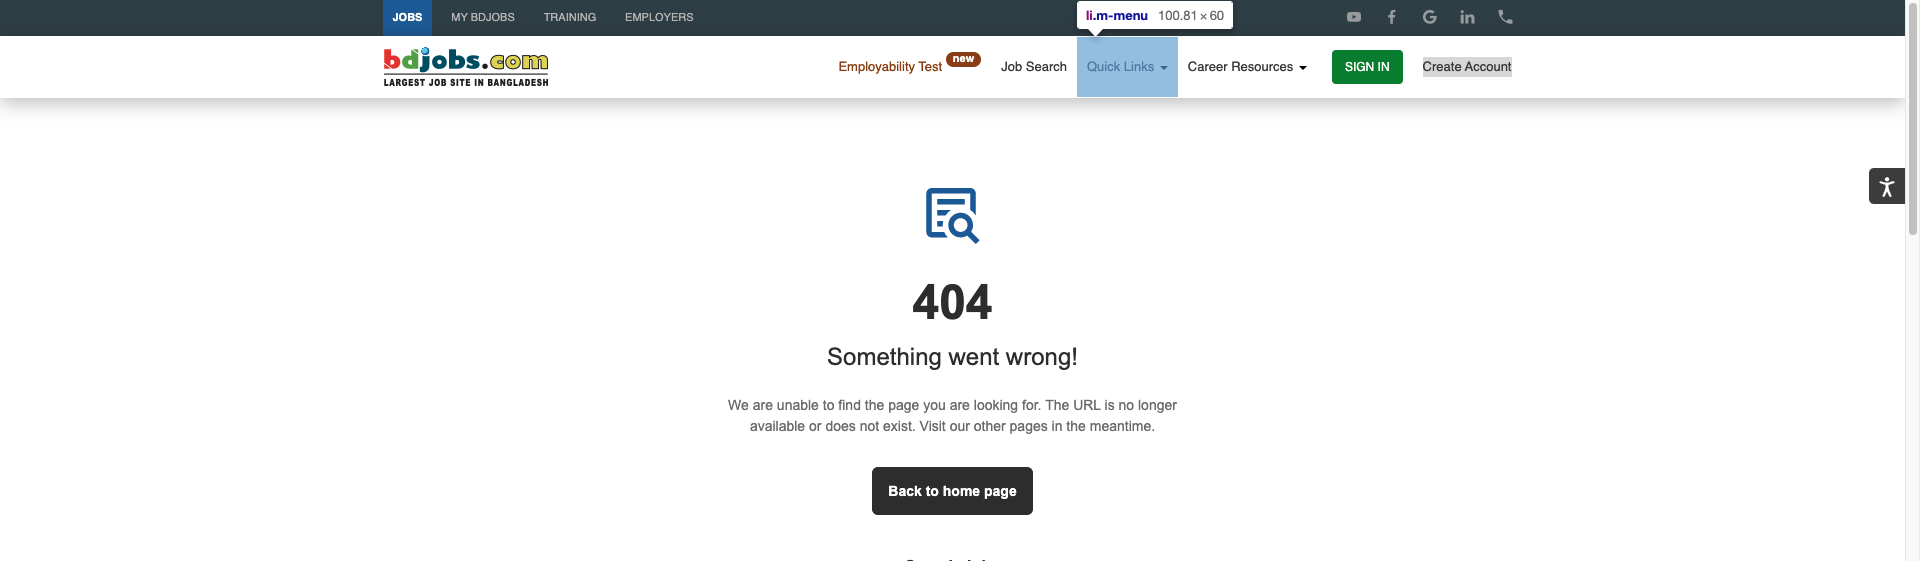 JOBS MY BDJOBS TRAINING EMPLOYERS li.m-menu 100.81 × 60
bdjobs.com
LARGEST JOB SITE IN BANGLADESH
Employability Test new Job Search Quick Links Career Resources SIGN IN Create Account
404
Something went wrong!
We are unable to find the page you are looking for. The URL is no longer
available or does not exist. Visit our other pages in the meantime.
Back to home page